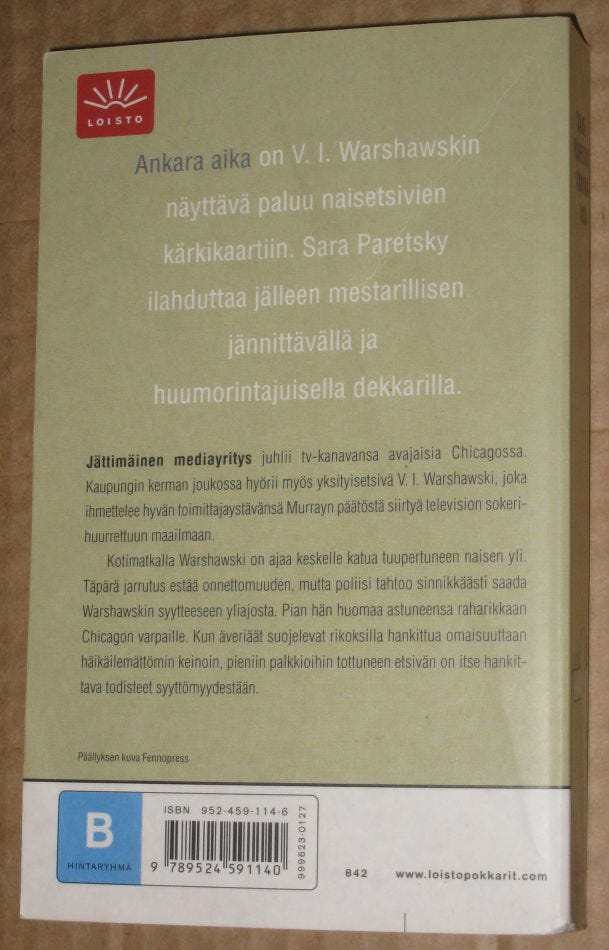 LOISTO
Ankara aika on V. I. Warshawskin
näyttävä paluu naisetsivien
kärkikaartiin. Sara Paretsky
ilahduttaa jälleen mestarillisen
jännittävällä ja
huumorintajuisella dekkarilla.
Jättimäinen mediayritys juhlii tv-kanavansa avajaisia Chicagossa.
Kaupungin kerman joukossa hyörii myös yksityisetsivä V. I. Warshawski, joka
ihmettelee hyvän toimittajaystävänsä Murrayn päätöstä siirtyä television sokeri-
huurrettuun maailmaan.
Kotimatkalla Warshawski on ajaa keskelle katua tuupertuneen naisen yli.
Täpärä jarrutus estää onnettomuuden, mutta poliisi tahtoo sinnikkäästi saada
Warshawskin syytteeseen yliajosta. Pian hän huomaa astuneensa raharikkaan
Chicagon varpaille. Kun äveriäät suojelevat rikoksilla hankittua omaisuuttaan
häikäilemättömin keinoin, pieniin palkkioihin tottuneen etsivän on itse hankit-
tava todisteet syyttömyydestään.
Päällyksen kuva Fennopress
B
HINTARYHMÄ
ISBN 952-459-114-6
9 789524 591140
999623-0127
842
www.loistopokkarit.com